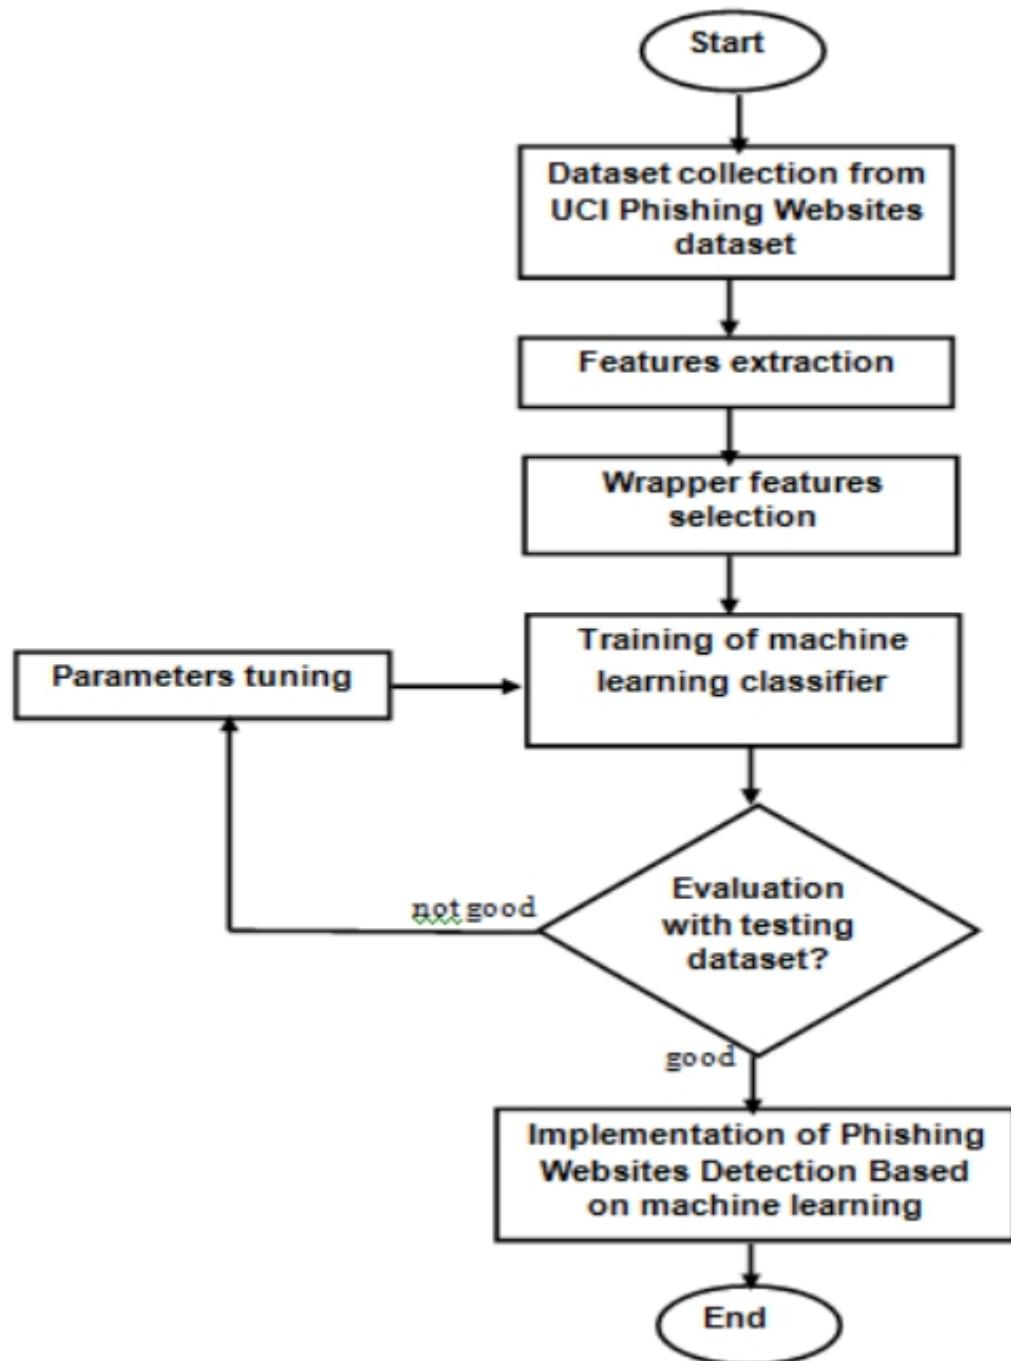 Start
Dataset collection from
UCI Phishing Websites
dataset
Features extraction
Wrapper features
selection
Training of machine
learning classifier
Parameters tuning
Evaluation
with testing
dataset?
not good
good
Implementation of Phishing
Websites Detection Based
on machine learning
End